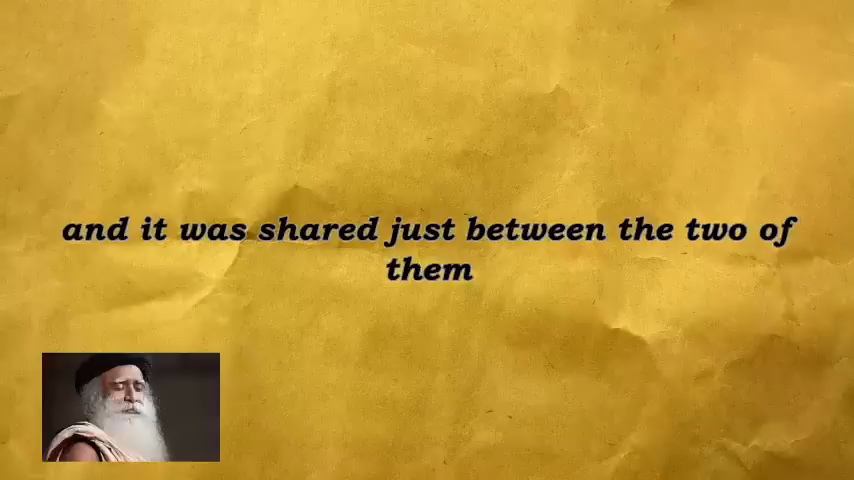 and it was shared just between the two of
them